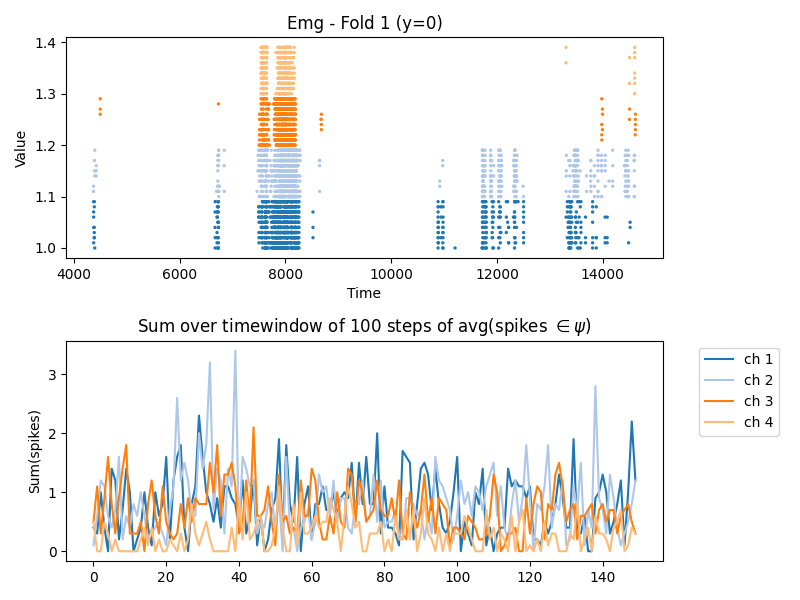 Emg - Fold 1 (y=0)
1.4
1.3
1.2
1.1
1.0
Value
4000 6000 8000 10000 12000 14000
Time
Sum over timewindow of 100 steps of avg(spikes ∈ ψ)
3
2
1
0
Sum(spikes)
0 20 40 60 80 100 120 140
ch 1
ch 2
ch 3
ch 4